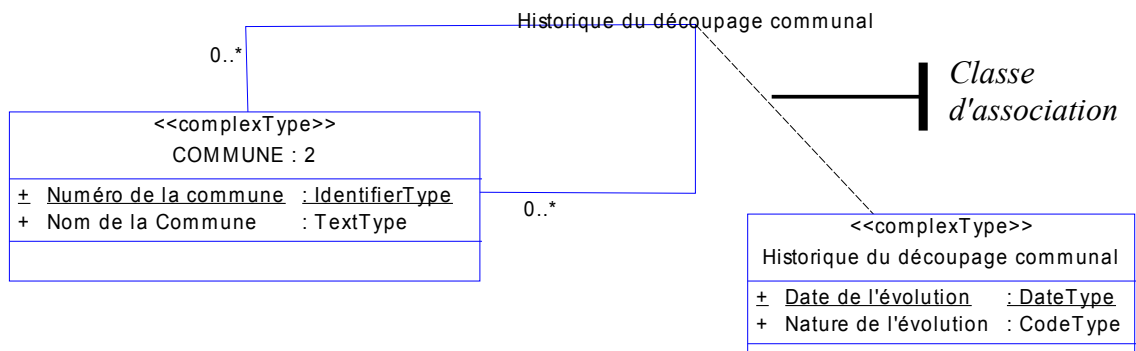 Historique du découpage communal
0..*
Classe
d'association
<<complexType>>
COMMUNE : 2
+ Numéro de la commune : IdentifierType
+ Nom de la Commune : TextType
0..*
<<complexType>>
Historique du découpage communal
+ Date de l'évolution : DateType
+ Nature de l'évolution : CodeType